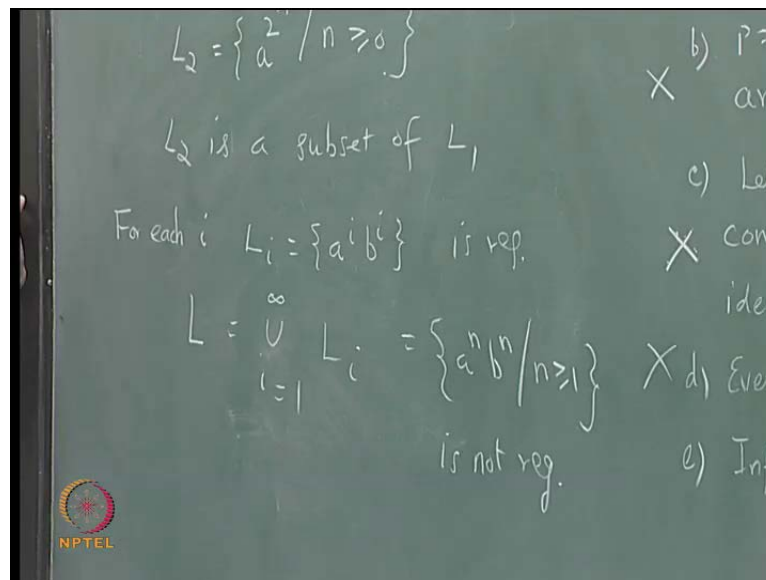 L₂ = { a^2^n / n ≥ 0 }
L₂ is a subset of L₁
For each i L_i = { a^i b^i } is reg.
L = ∞ ∪ i=1 L_i = { a^n b^n / n ≥ 1 }
is not reg.
b) P =
X
c) Le
X con
ide
X d) Eve
e) In
NPTEL